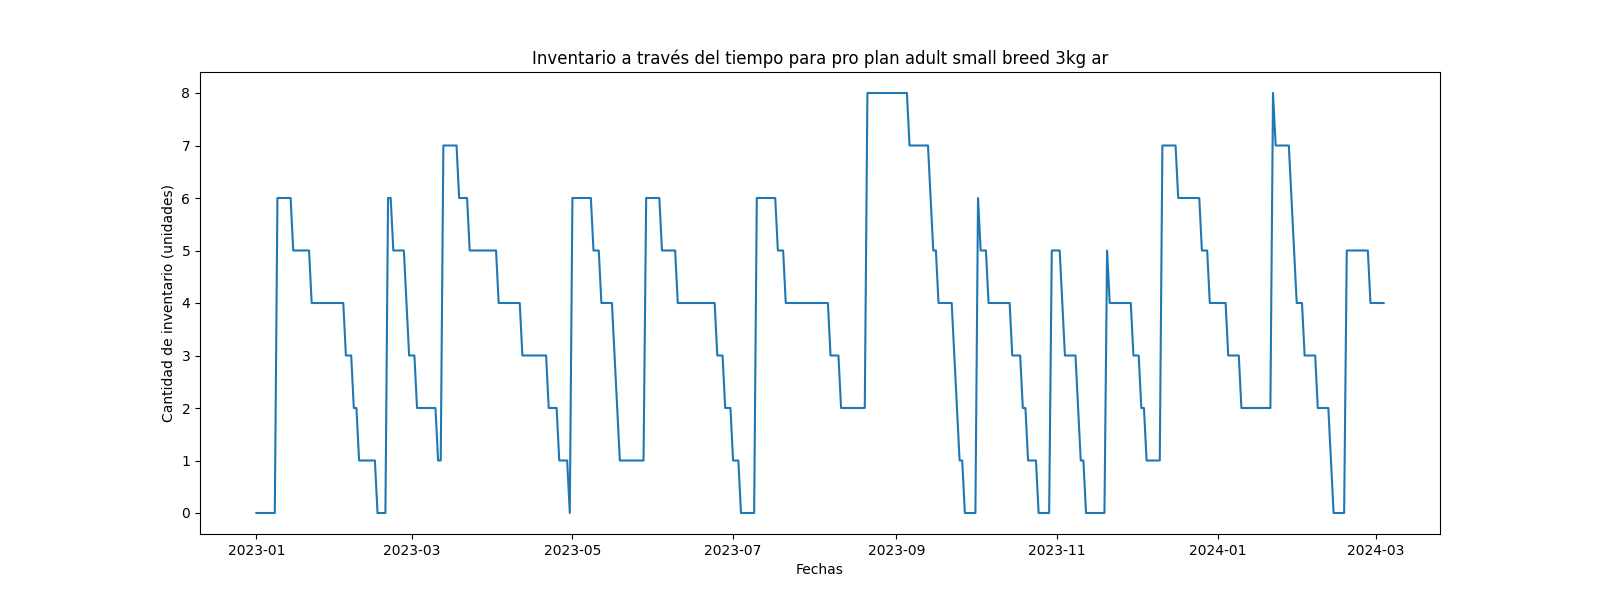 Inventario a través del tiempo para pro plan adult small breed 3kg ar
Cantidad de inventario (unidades)
8
7
6
5
4
3
2
1
0
2023-01 2023-03 2023-05 2023-07 2023-09 2023-11 2024-01 2024-03
Fechas